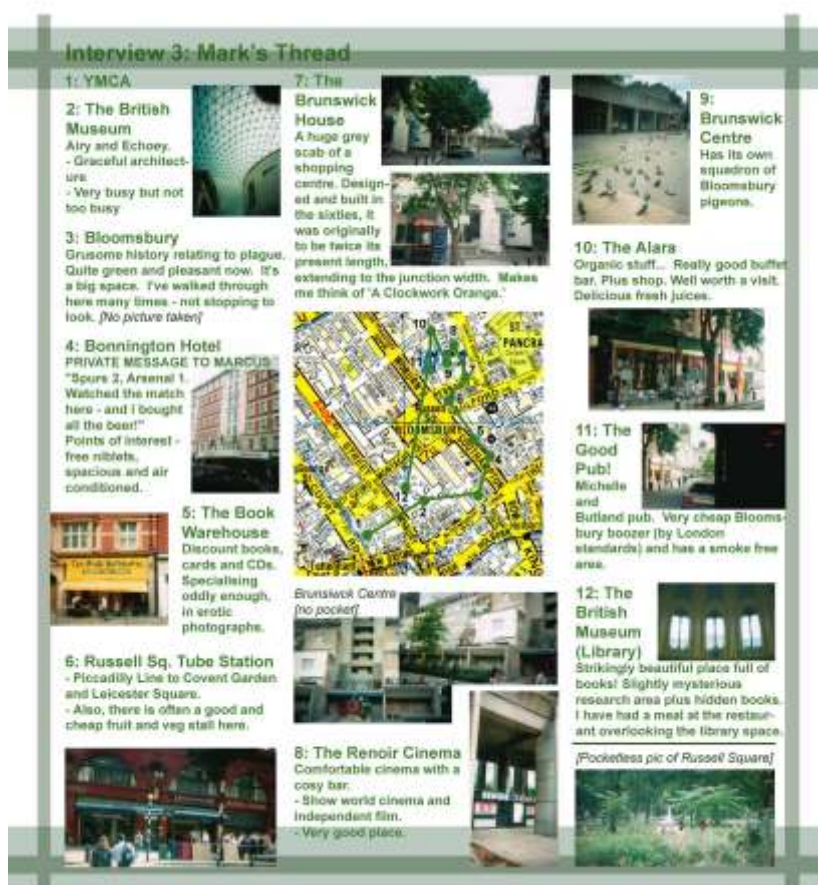 Interview 3: Mark's Thread
1: YMCA
2: The British
Museum
Airy and Echoey.
- Graceful architect-
ure
- Very busy but not
too busy
3: Bloomsbury
Grusome history relating to plague.
Quite green and pleasant now. It's
a big space. I've walked through
here many times - not stopping to
look. [No picture taken]
4: Bonnington Hotel
PRIVATE MESSAGE TO MARCUS
"Spurs 2, Arsenal 1.
Watched the match
here - and i bought
all the beer!"
Points of interest -
free niblets,
spacious and air
conditioned.
5: The Book
Warehouse
Discount books,
cards and CDs.
Specialising
oddly enough,
in erotic
photographs.
6: Russell Sq. Tube Station
- Piccadilly Line to Covent Garden
and Leicester Square.
- Also, there is often a good and
cheap fruit and veg stall here.
7: The
Brunswick
House
A huge grey
scab of a
shopping
centre. Design-
ed and built in
the sixties, it
was originally
to be twice its
present length,
extending to the junction width. Makes
me think of 'A Clockwork Orange.'
10
11
9
5
12
2
ST.
PANCRA
BLOOMSBURY
Brunsiwck Centre
[no pocket]
8: The Renoir Cinema
Comfortable cinema with a
cosy bar.
- Show world cinema and
independent film.
- Very good place.
9:
Brunswick
Centre
Has its own
squadron of
Bloomsbury
pigeons.
10: The Alara
Organic stuff... Really good buffet
bar. Plus shop. Well worth a visit.
Delicious fresh juices.
11: The
Good
Pub!
Michelle
and
Butland pub. Very cheap Blooms-
bury boozer (by London
standards) and has a smoke free
area.
12: The
British
Museum
(Library)
Strikingly beautiful place full of
books! Slightly mysterious
research area plus hidden books.
I have had a meal at the restaur-
ant overlooking the library space.
[Pocketless pic of Russell Square]